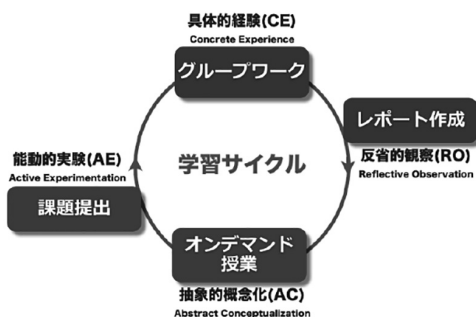 具体的経験(CE)
Concrete Experience
グループワーク
レポート作成
反省的観察(RO)
Reflective Observation
学習サイクル
能動的実験(AE)
Active Experimentation
課題提出
オンデマンド
授業
抽象的概念化(AC)
Abstract Conceptualization